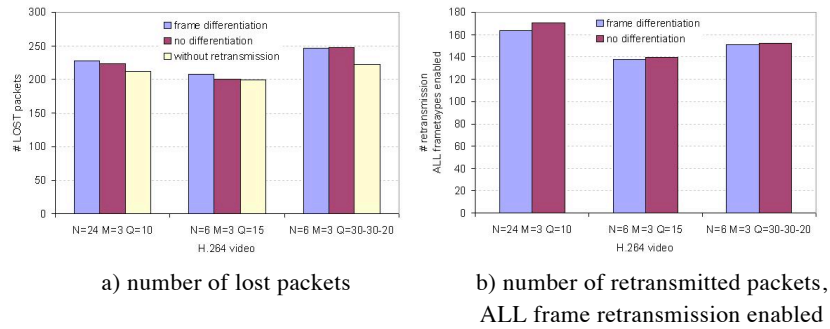 frame differentiation
no differentiation
without retransmission
300
250
200
150
100
50
0
# LOST packets
N=24 M=3 Q=10
N=6 M=3 Q=15
N=6 M=3 Q=30-30-20
H.264 video
a) number of lost packets
frame differentiation
no differentiation
180
160
140
120
100
80
60
40
20
0
# retransmission
ALL frametaypes enabled
N=24 M=3 Q=10
N=6 M=3 Q=15
N=6 M=3 Q=30-30-20
H.264 video
b) number of retransmitted packets,
ALL frame retransmission enabled